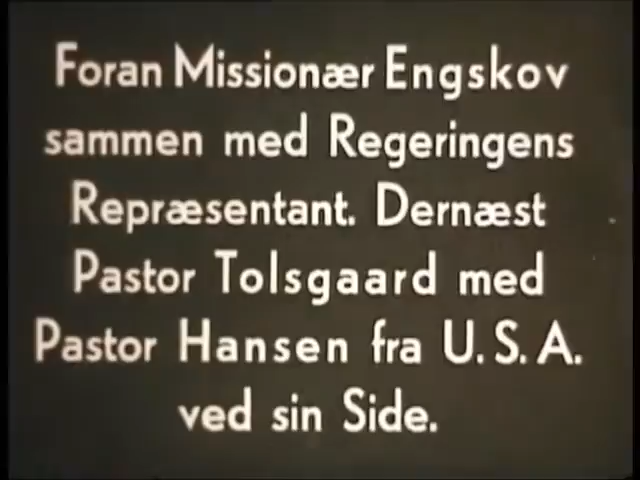 Foran Missionær Engskov
sammen med Regeringens
Repræsentant. Dernæst
Pastor Tolsgaard med
Pastor Hansen fra U.S.A.
ved sin Side.